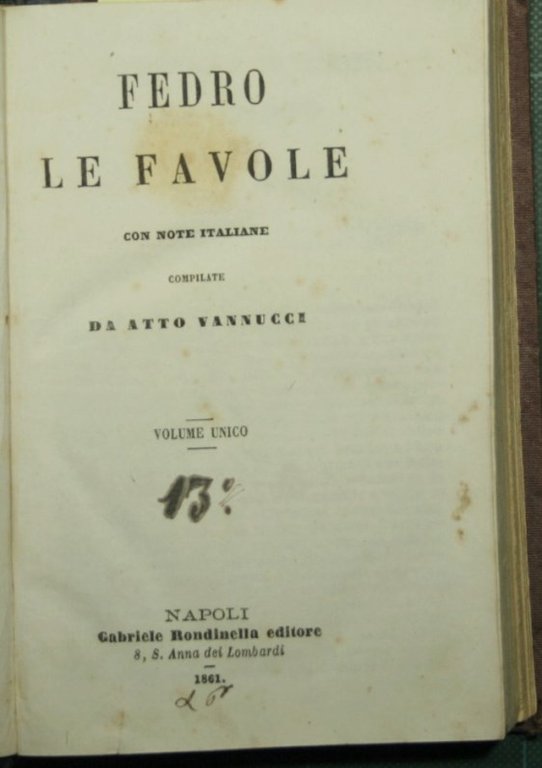 FEDRO
LE FAVOLE
CON NOTE ITALIANE
COMPILATE
DA ATTO VANNUCCI
VOLUME UNICO
13
NAPOLI
Gabriele Rondinella editore
8, S. Anna dei Lombardi
1861.